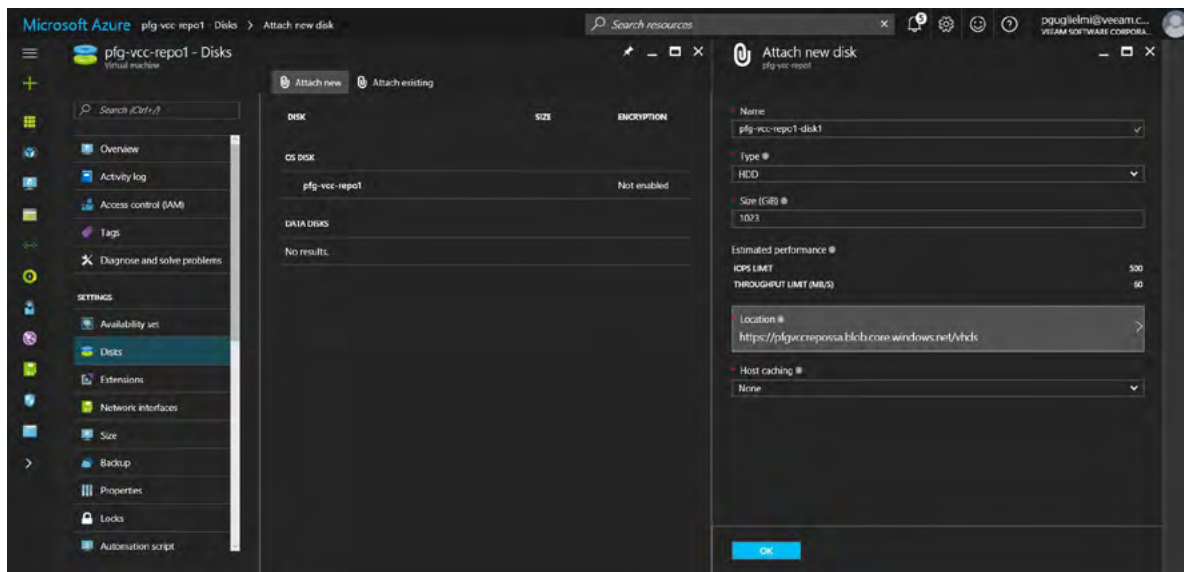 Microsoft Azure pfg-vcc-repo1 - Disks > Attach new disk
Search resources
5
pguglielmi@veeam.c...
VEEAM SOFTWARE CORPORA...
pfg-vcc-repo1 - Disks
Virtual machine
Attach new
Attach existing
Search (Ctrl+/)
Overview
Activity log
Access control (IAM)
Tags
Diagnose and solve problems
SETTINGS
Availability set
Disks
Extensions
Network interfaces
Size
Backup
Properties
Locks
Automation script
DISK SIZE ENCRYPTION
OS DISK
pfg-vcc-repo1 Not enabled
DATA DISKS
No results.
Attach new disk
pfg-vcc-repo1
* Name
pfg-vcc-repo1-disk1
* Type
HDD
* Size (GiB)
1023
Estimated performance
IOPS LIMIT 500
THROUGHPUT LIMIT (MB/S) 60
* Location
https://pfgvccrepossa.blob.core.windows.net/vhds
* Host caching
None
OK